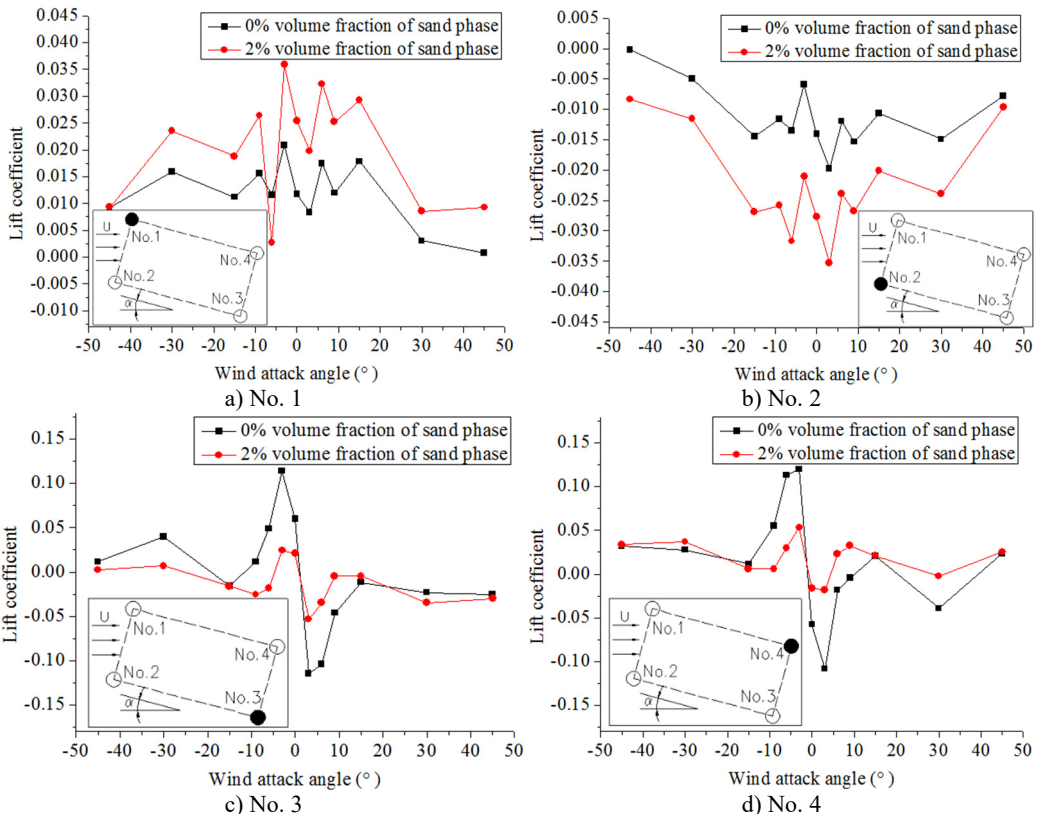 0% volume fraction of sand phase
2% volume fraction of sand phase
Lift coefficient
0.045
0.040
0.035
0.030
0.025
0.020
0.015
0.010
0.005
0.000
-0.005
-0.010
U
No.1
No.2
No.3
No.4
α
-50 -40 -30 -20 -10 0 10 20 30 40 50
Wind attack angle (°)
a) No. 1
0% volume fraction of sand phase
2% volume fraction of sand phase
Lift coefficient
0.005
0.000
-0.005
-0.010
-0.015
-0.020
-0.025
-0.030
-0.035
-0.040
-0.045
U
No.1
No.2
No.3
No.4
α
-50 -40 -30 -20 -10 0 10 20 30 40 50
Wind attack angle (°)
b) No. 2
0% volume fraction of sand phase
2% volume fraction of sand phase
Lift coefficient
0.15
0.10
0.05
0.00
-0.05
-0.10
-0.15
U
No.1
No.2
No.3
No.4
α
-50 -40 -30 -20 -10 0 10 20 30 40 50
Wind attack angle (°)
c) No. 3
0% volume fraction of sand phase
2% volume fraction of sand phase
Lift coefficient
0.15
0.10
0.05
0.00
-0.05
-0.10
-0.15
U
No.1
No.2
No.3
No.4
α
-50 -40 -30 -20 -10 0 10 20 30 40 50
Wind attack angle (°)
d) No. 4